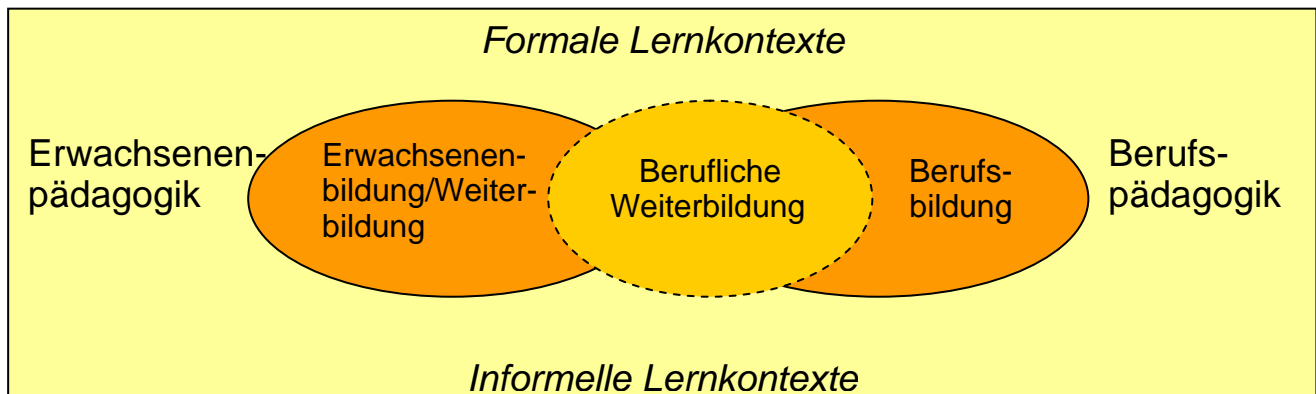 Formale Lernkontexte
Erwachsenen-
pädagogik
Erwachsenen-
bildung/Weiter-
bildung
Berufliche
Weiterbildung
Berufs-
bildung
Berufs-
pädagogik
Informelle Lernkontexte